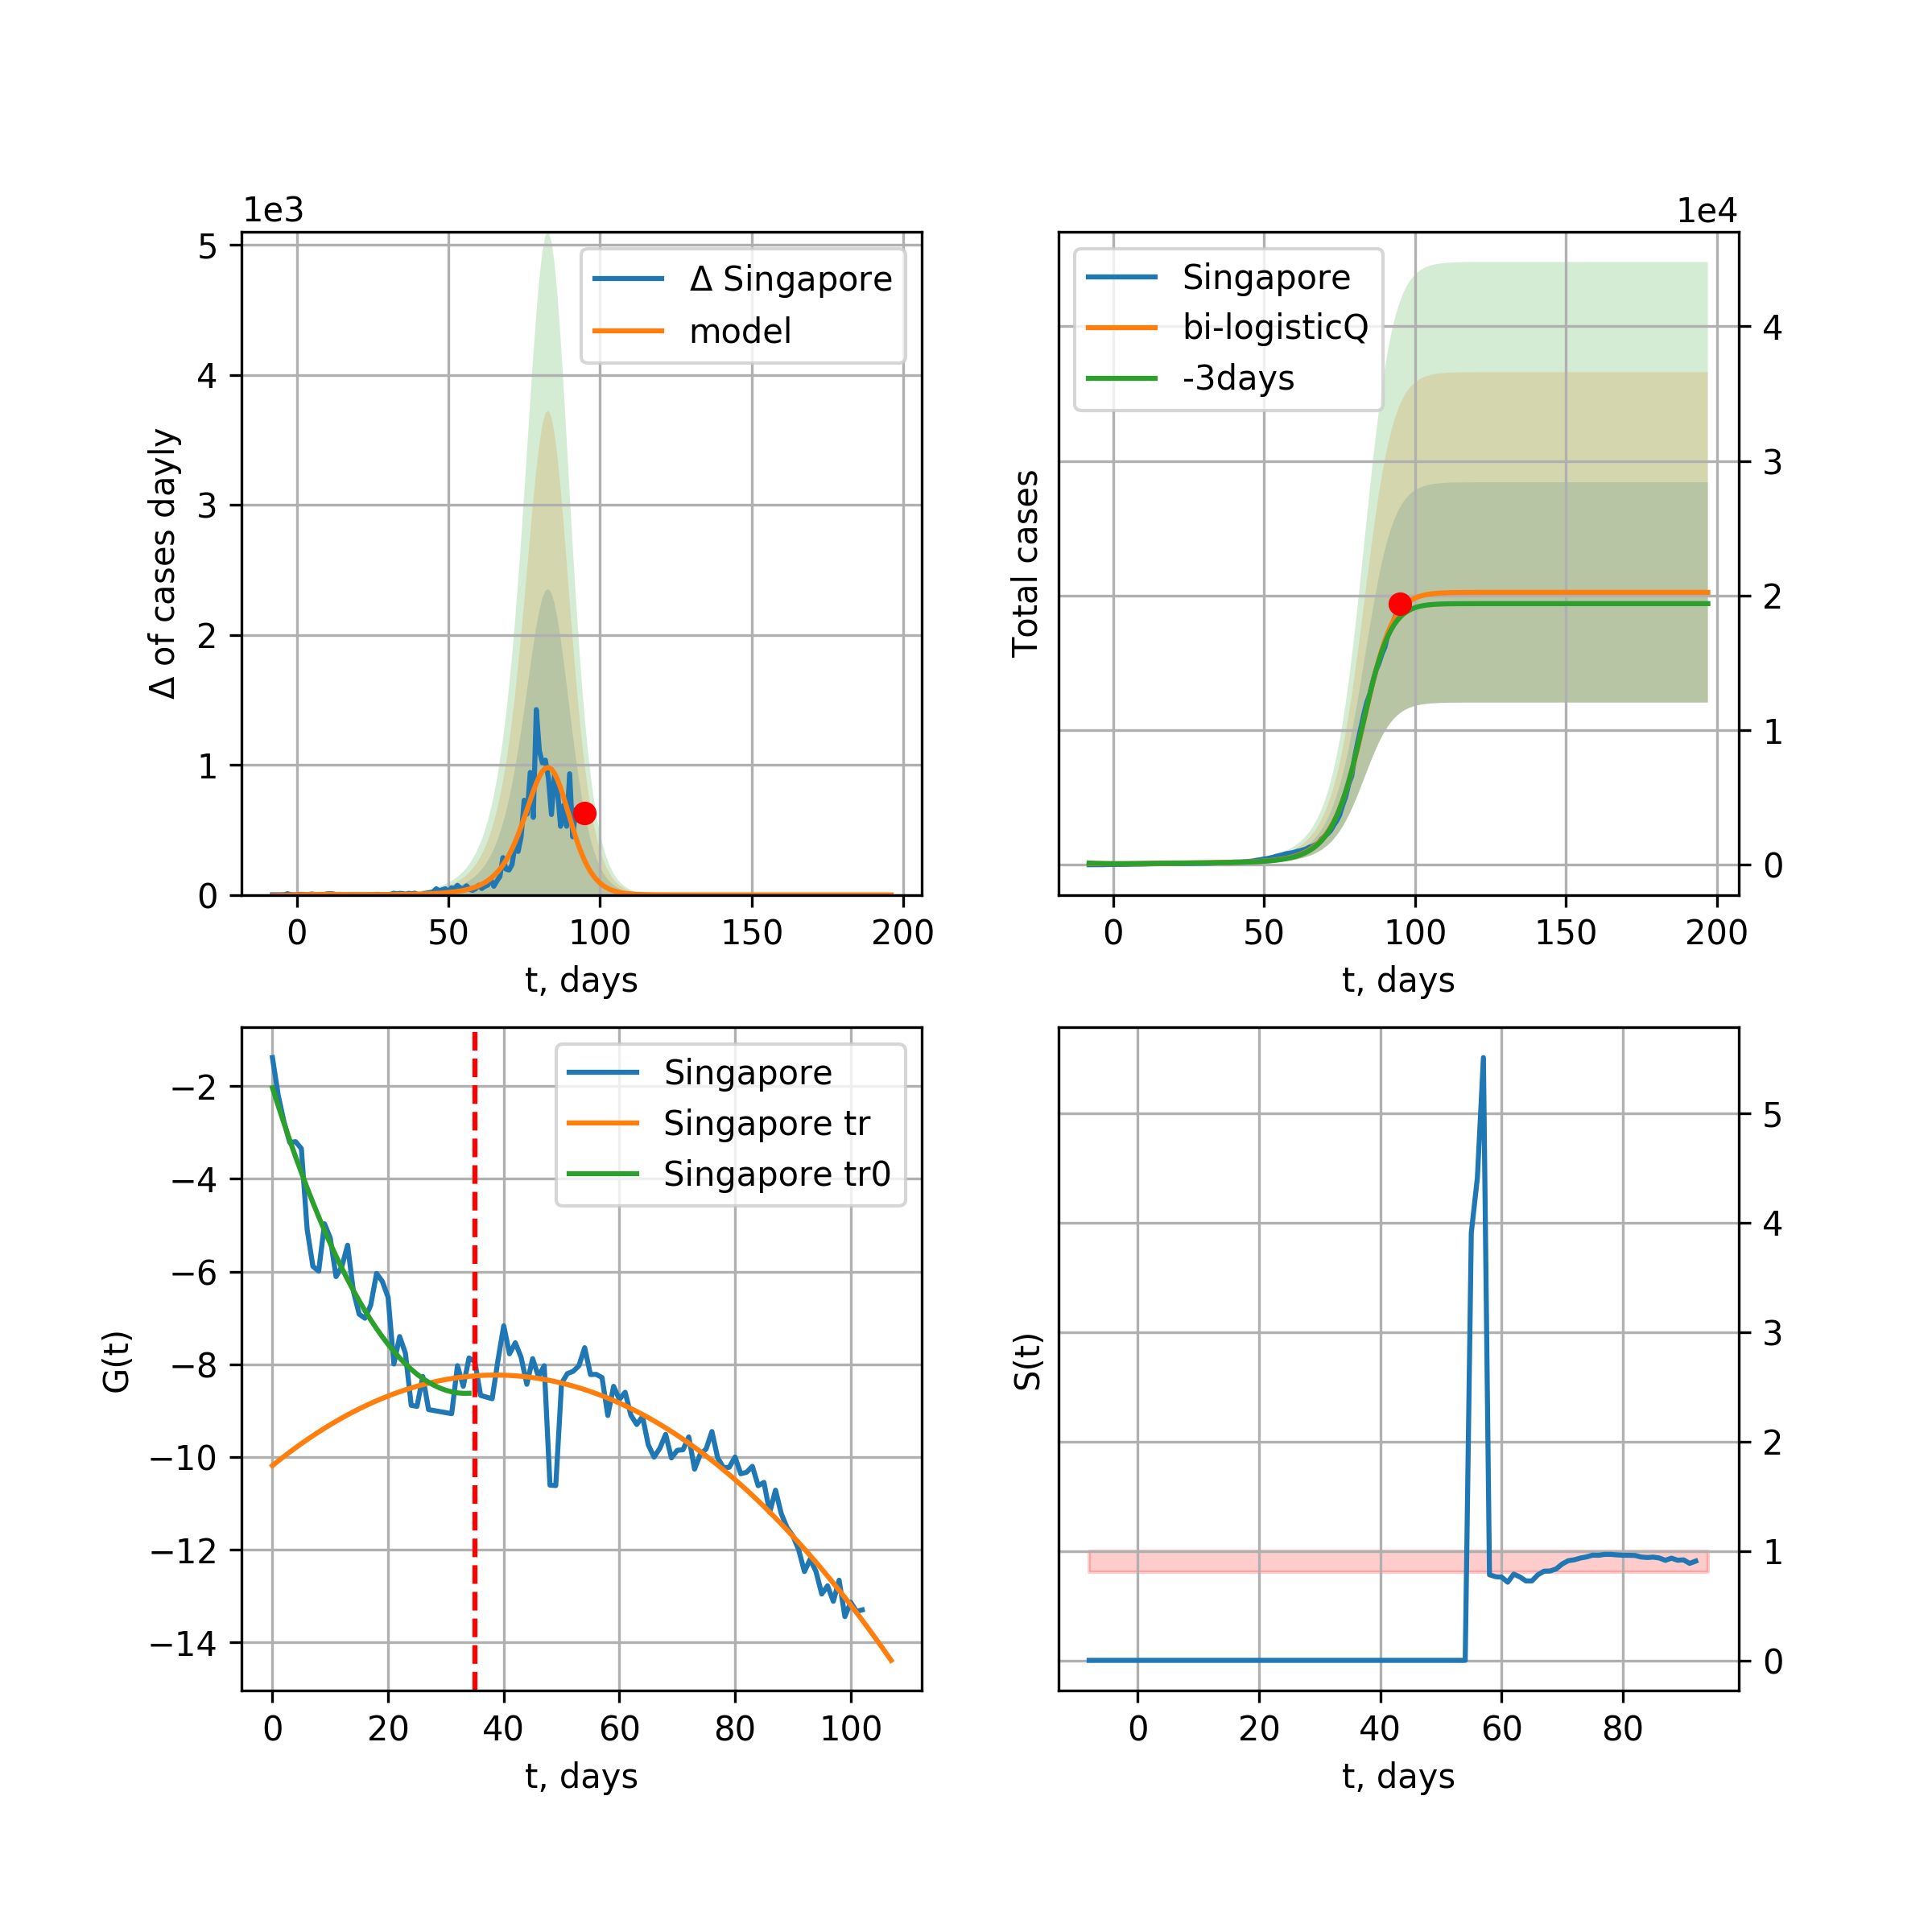 1e3
5
4
3
2
1
0
Δ of cases dayly
Δ Singapore
model
0 50 100 150 200
t, days
1e4
Singapore
bi-logisticQ
-3days
Total cases
4
3
2
1
0
0 50 100 150 200
t, days
G(t)
−2
−4
−6
−8
−10
−12
−14
Singapore
Singapore tr
Singapore tr0
0 20 40 60 80 100
t, days
S(t)
5
4
3
2
1
0
0 20 40 60 80
t, days